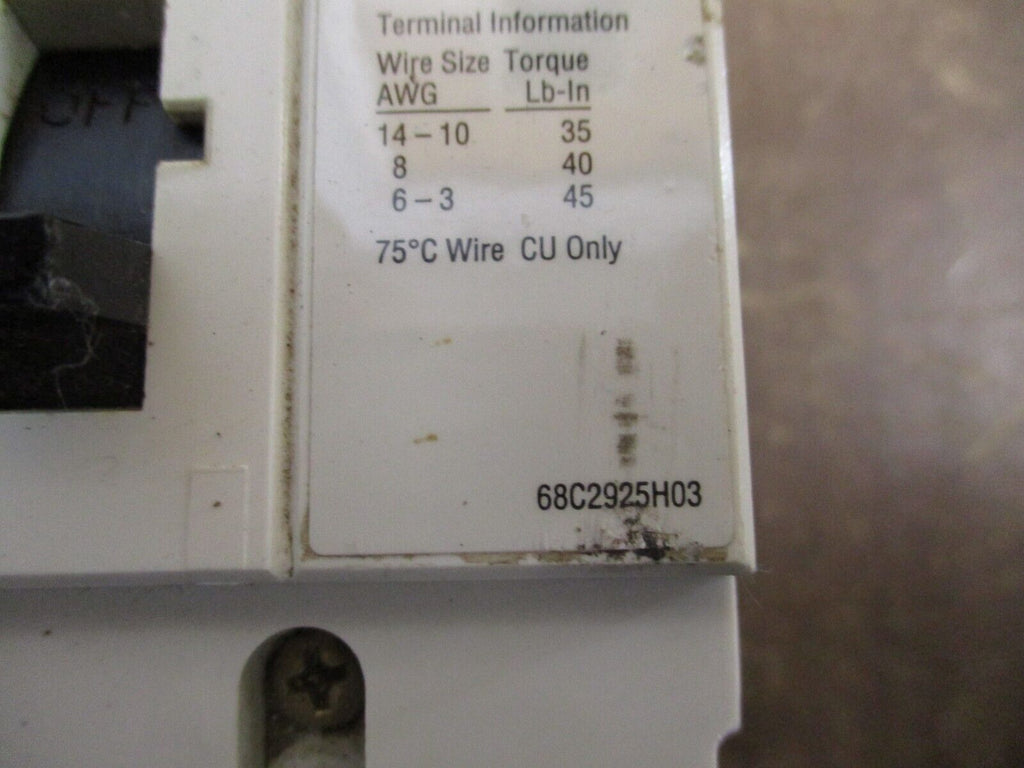 Terminal Information
Wire Size Torque
AWG Lb-In
14 – 10 35
8 40
6 – 3 45
75°C Wire CU Only
OFF
68C2925H03